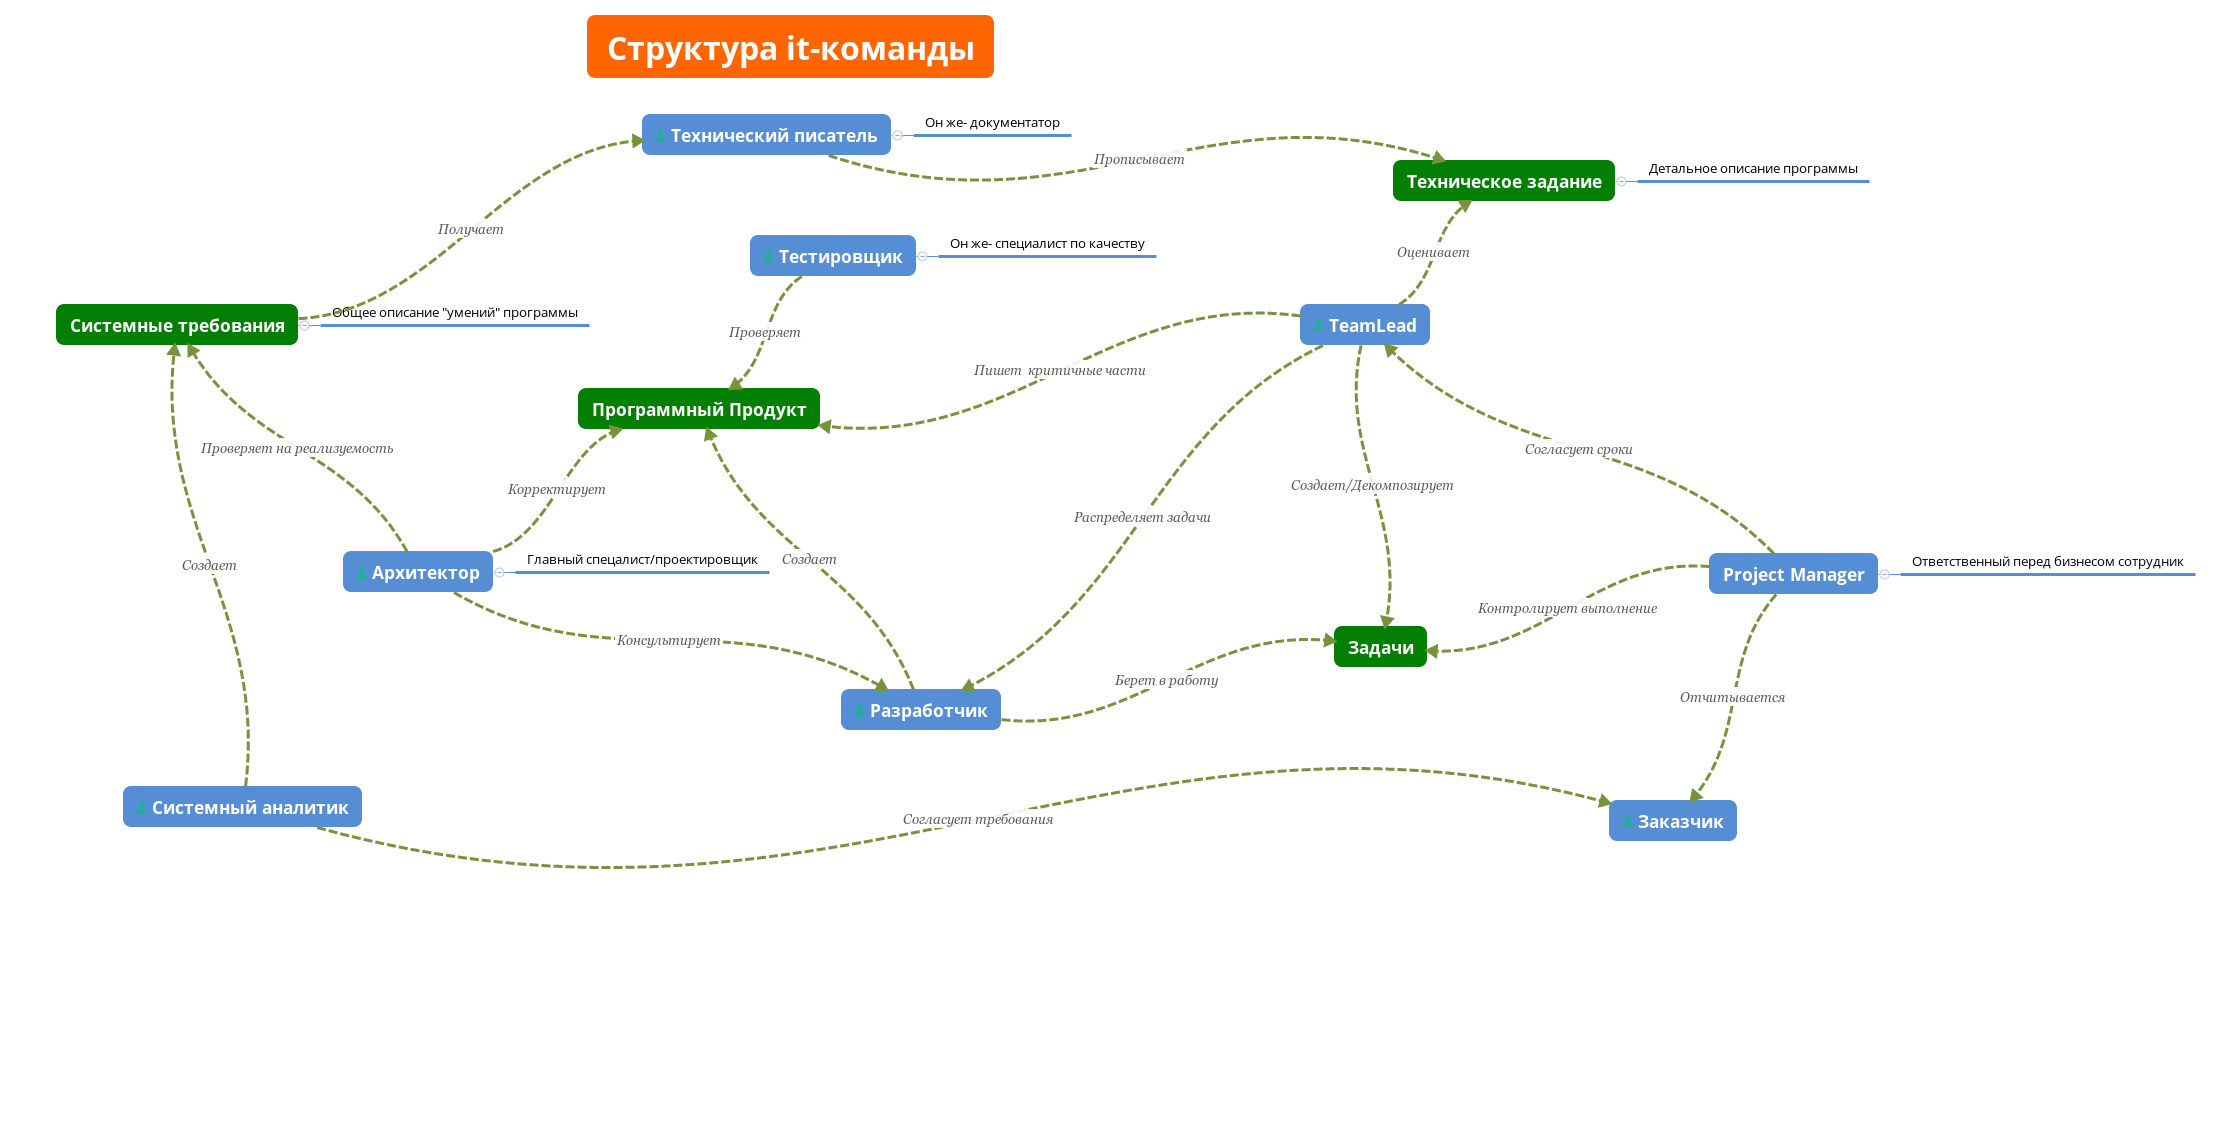 Структура it-команды
Технический писатель
Он же- документатор
Прописывает
Техническое задание
Детальное описание программы
Получает
Тестировщик
Он же- специалист по качеству
Оценивает
Системные требования
Общее описание "умений" программы
Проверяет
TeamLead
Пишет критичные части
Программный Продукт
Проверяет на реализуемость
Согласует сроки
Корректирует
Создает/Декомпозирует
Распределяет задачи
Создает
Создает
Архитектор
Главный спецалист/проектировщик
Project Manager
Ответственный перед бизнесом сотрудник
Контролирует выполнение
Консультирует
Задачи
Берет в работу
Отчитывается
Разработчик
Системный аналитик
Согласует требования
Заказчик